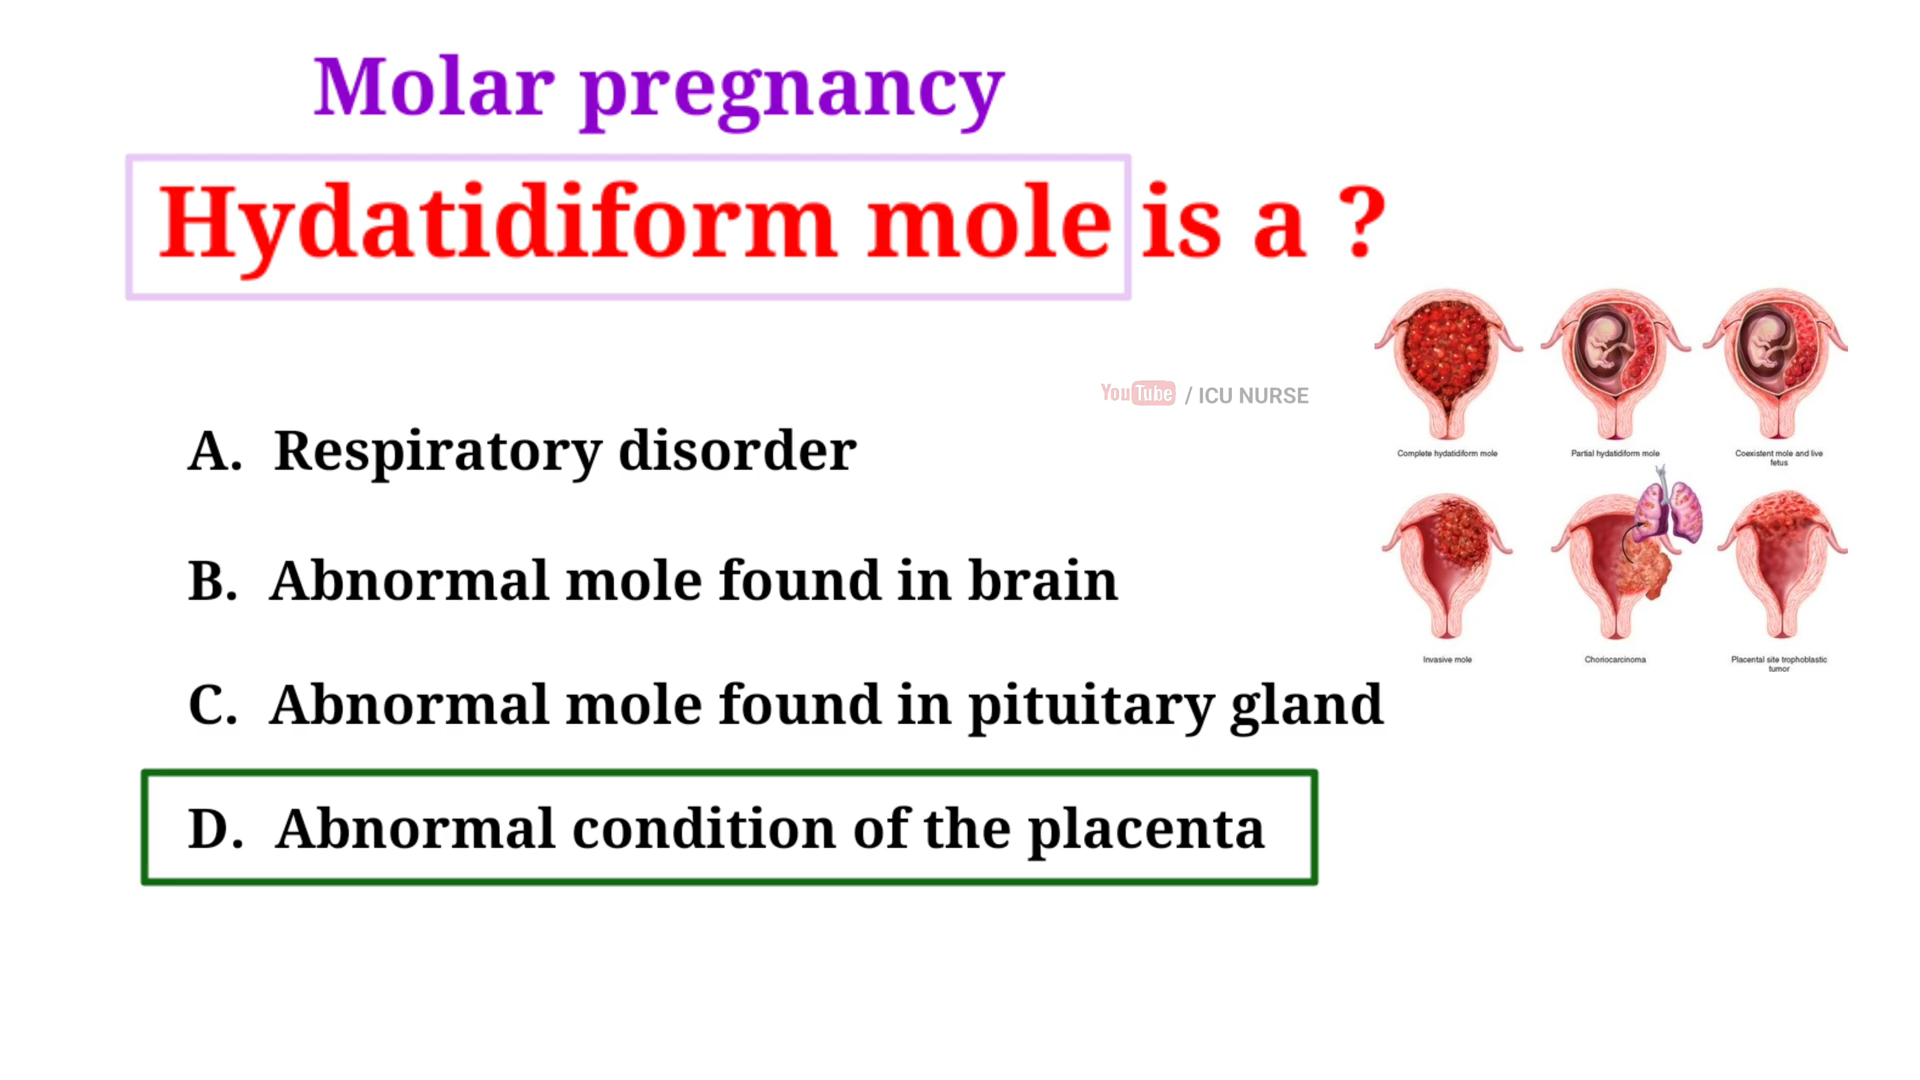 Molar pregnancy
Hydatidiform mole is a ?
YouTube / ICU NURSE
A. Respiratory disorder
B. Abnormal mole found in brain
C. Abnormal mole found in pituitary gland
D. Abnormal condition of the placenta
Complete hydatidiform mole
Partial hydatidiform mole
Coexistent mole and live
fetus
Invasive mole
Choriocarcinoma
Placental site trophoblastic
tumor